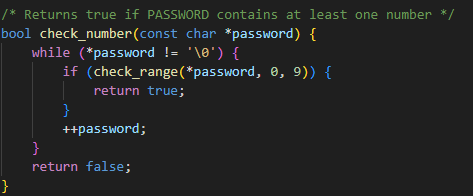 /* Returns true if PASSWORD contains at least one number */
bool check_number(const char *password) {
    while (*password != '\0') {
        if (check_range(*password, 0, 9)) {
            return true;
        }
        ++password;
    }
    return false;
}